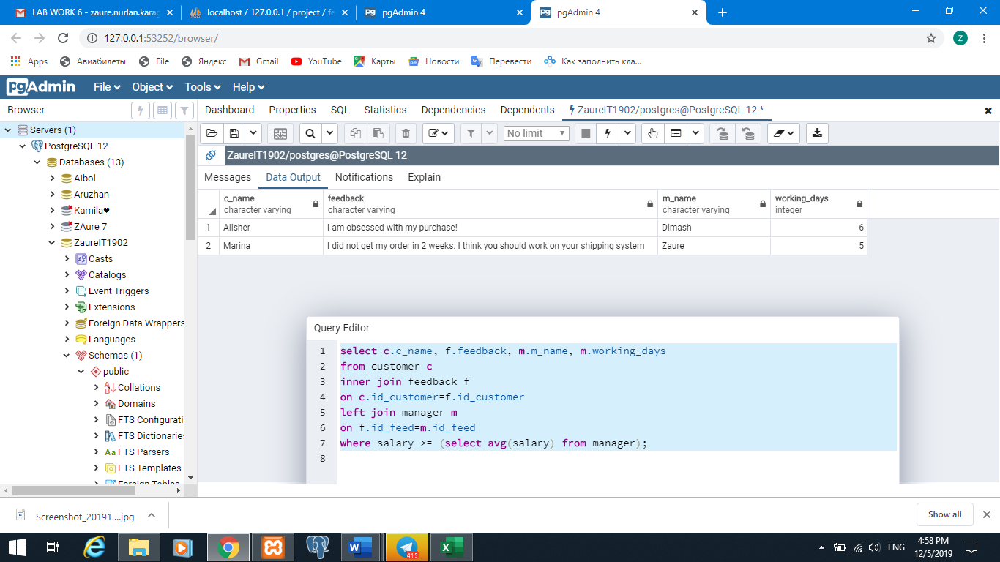 LAB WORK 6 - zaure.nurlan.karag
localhost / 127.0.0.1 / project / fe
pgAdmin 4
pgAdmin 4
127.0.0.1:53252/browser/
Z
Apps
Авиабилеты
File
Яндекс
Gmail
YouTube
Карты
Новости
Перевести
Как заполнить кла...
pgAdmin
File
Object
Tools
Help
Browser
Dashboard
Properties
SQL
Statistics
Dependencies
Dependents
ZaureIT1902/postgres@PostgreSQL 12 *
Servers (1)
PostgreSQL 12
Databases (13)
Aibol
Aruzhan
Kamila♥
ZAure 7
ZaureIT1902
Casts
Catalogs
Event Triggers
Extensions
Foreign Data Wrappers
Languages
Schemas (1)
public
Collations
Domains
FTS Configurati
FTS Dictionaries
FTS Parsers
FTS Templates
Foreign Tables
No limit
ZaureIT1902/postgres@PostgreSQL 12
Messages
Data Output
Notifications
Explain
c_name
character varying
feedback
character varying
m_name
character varying
working_days
integer
1 Alisher I am obsessed with my purchase! Dimash 6
2 Marina I did not get my order in 2 weeks. I think you should work on your shipping system Zaure 5
Query Editor
1 select c.c_name, f.feedback, m.m_name, m.working_days
2 from customer c
3 inner join feedback f
4 on c.id_customer=f.id_customer
5 left join manager m
6 on f.id_feed=m.id_feed
7 where salary >= (select avg(salary) from manager);
8
Screenshot_20191....jpg
Show all
415
ENG
4:58 PM
12/5/2019